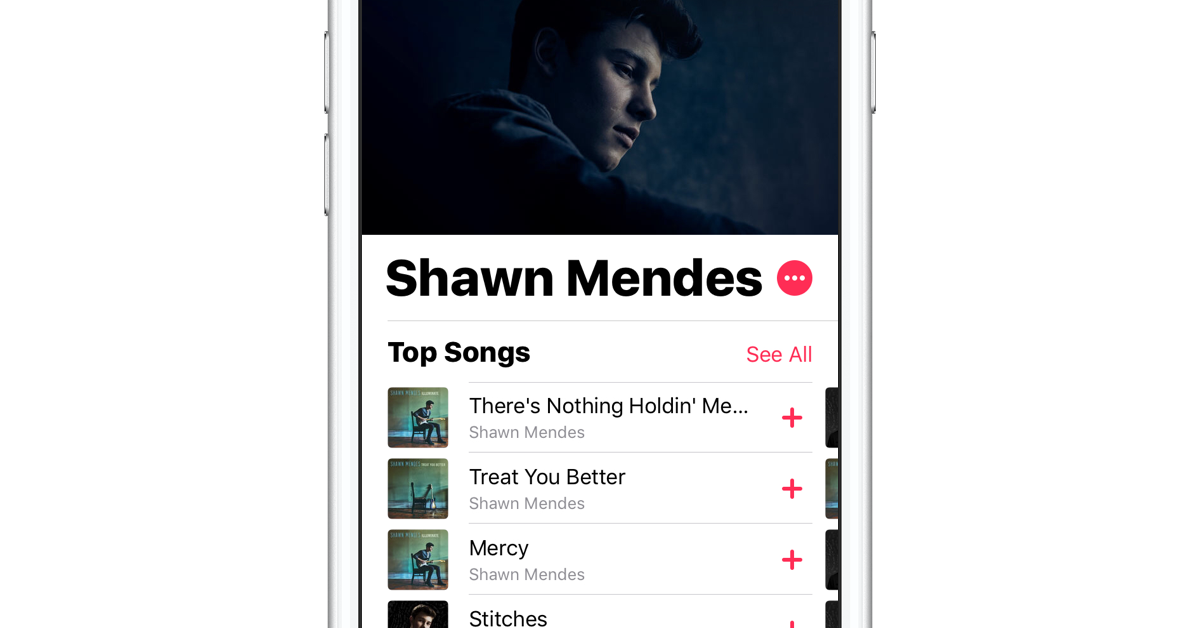 Shawn Mendes
Top Songs
See All
There's Nothing Holdin' Me...
Shawn Mendes
Treat You Better
Shawn Mendes
Mercy
Shawn Mendes
Stitches